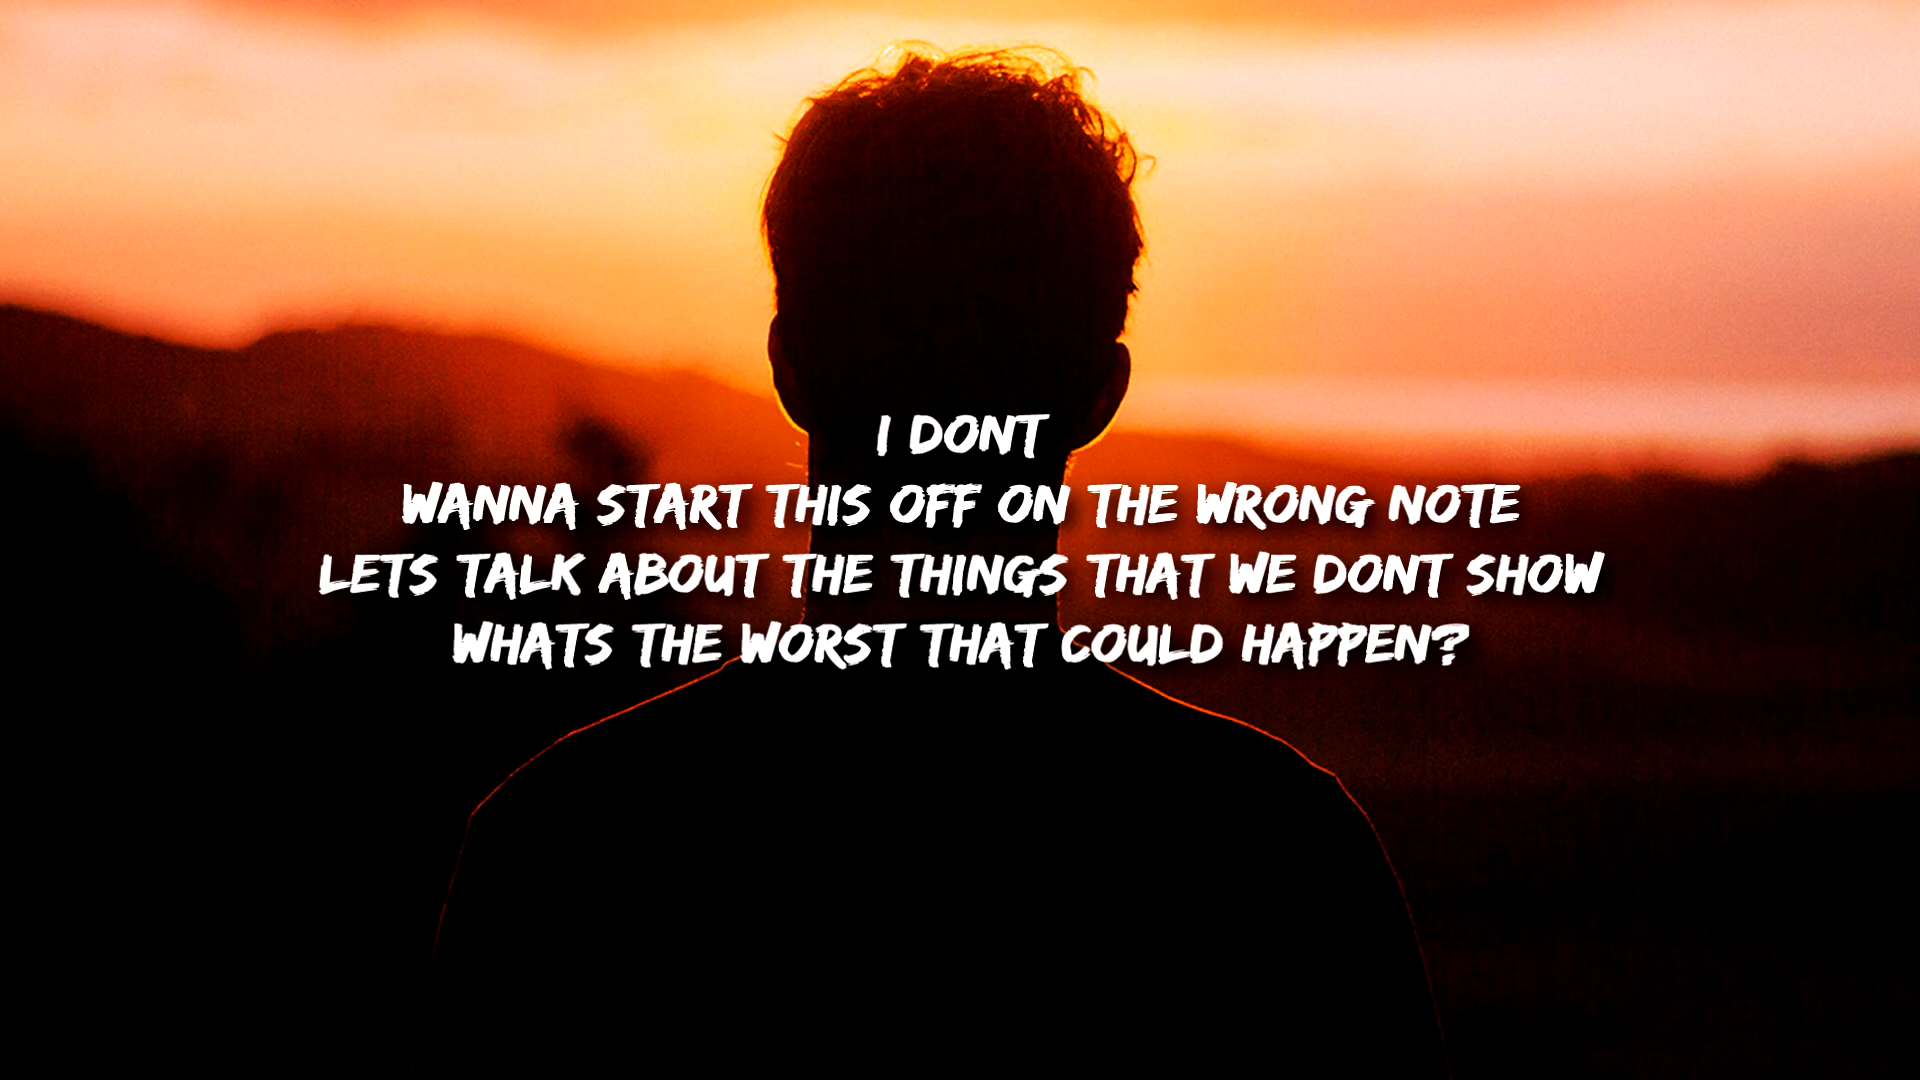 I DONT
WANNA START THIS OFF ON THE WRONG NOTE
LETS TALK ABOUT THE THINGS THAT WE DONT SHOW
WHATS THE WORST THAT COULD HAPPEN?